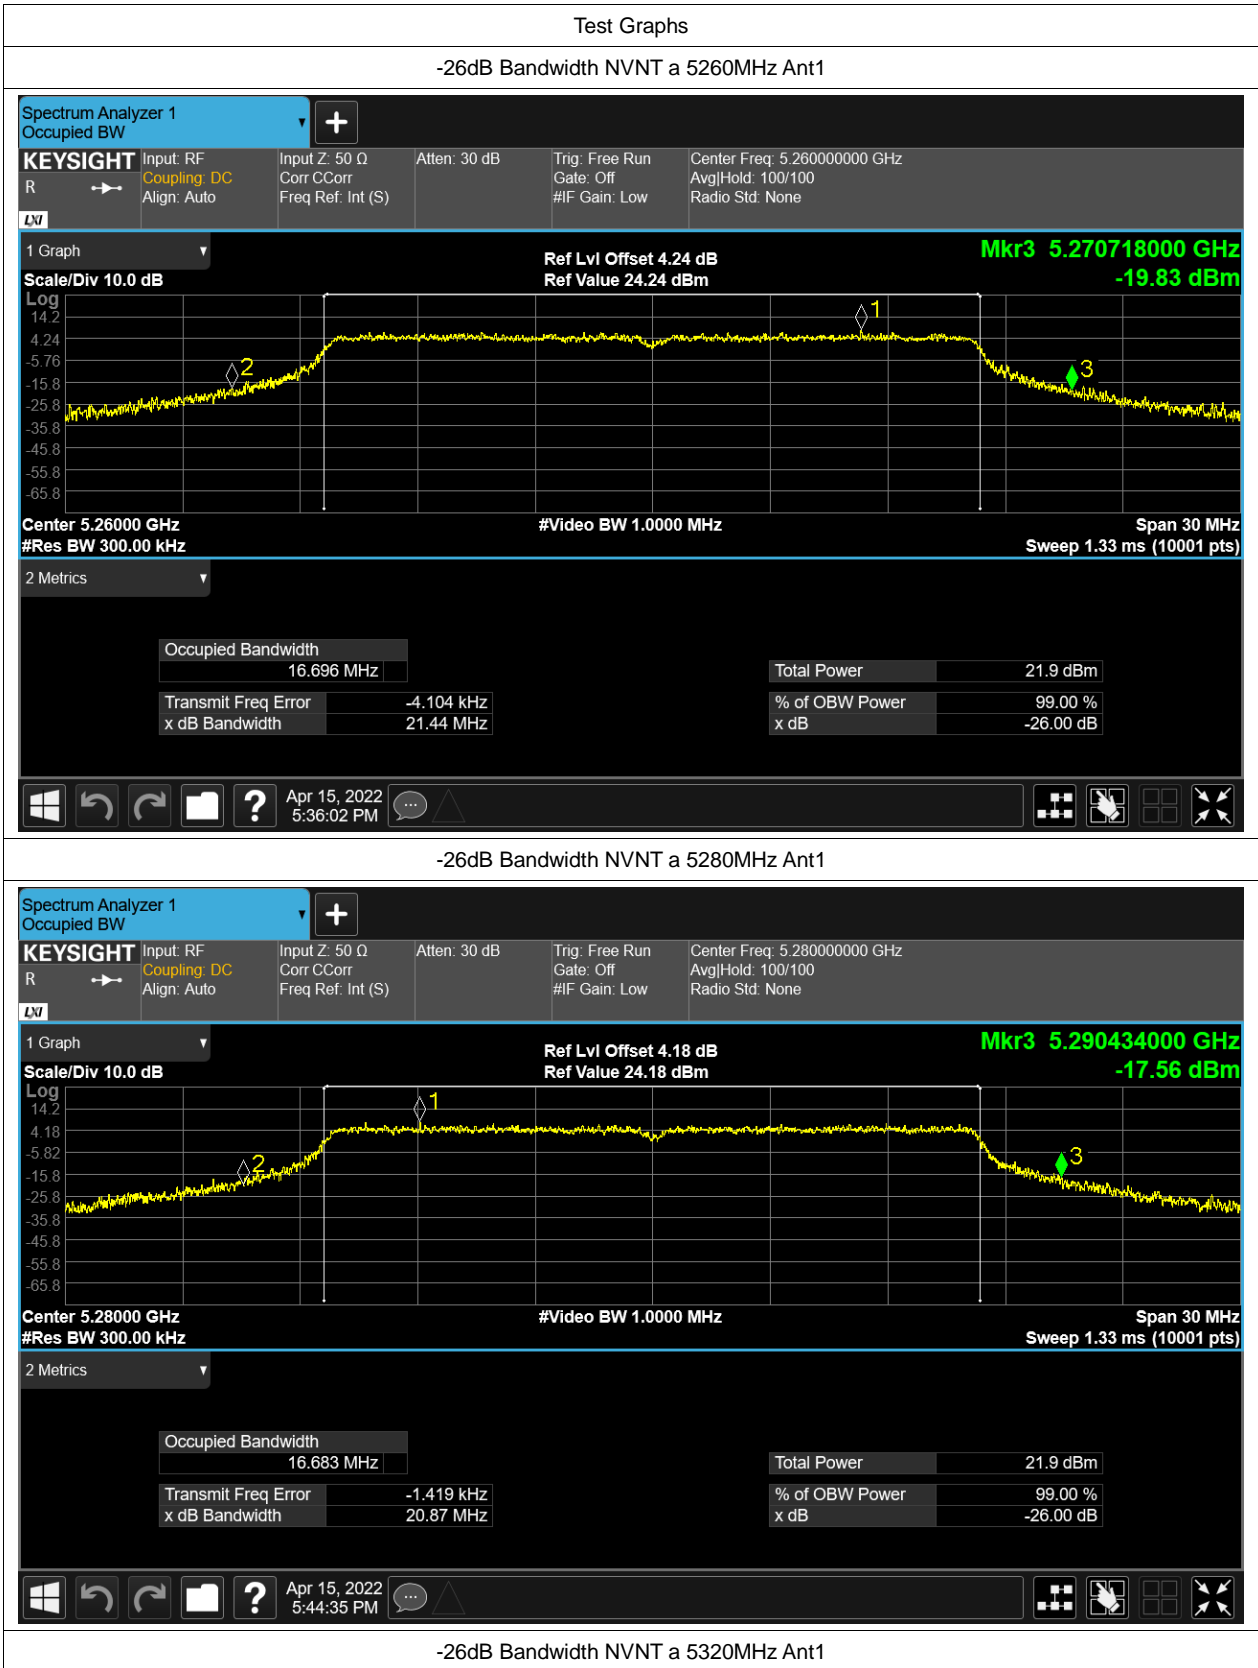 Test Graphs
-26dB Bandwidth NVNT a 5260MHz Ant1
Spectrum Analyzer 1
Occupied BW
KEYSIGHT
R
LXI
Input: RF
Coupling: DC
Align: Auto
Input Z: 50 Ω
Corr CCorr
Freq Ref: Int (S)
Atten: 30 dB
Trig: Free Run
Gate: Off
#IF Gain: Low
Center Freq: 5.260000000 GHz
Avg|Hold: 100/100
Radio Std: None
1 Graph
Scale/Div 10.0 dB
Ref Lvl Offset 4.24 dB
Ref Value 24.24 dBm
Mkr3 5.270718000 GHz
-19.83 dBm
Log
14.2
4.24
-5.76
-15.8
-25.8
-35.8
-45.8
-55.8
-65.8
1
2
3
Center 5.26000 GHz
#Res BW 300.00 kHz
#Video BW 1.0000 MHz
Span 30 MHz
Sweep 1.33 ms (10001 pts)
2 Metrics
Occupied Bandwidth
16.696 MHz
Transmit Freq Error -4.104 kHz
x dB Bandwidth 21.44 MHz
Total Power 21.9 dBm
% of OBW Power 99.00 %
x dB -26.00 dB
Apr 15, 2022
5:36:02 PM
-26dB Bandwidth NVNT a 5280MHz Ant1
Spectrum Analyzer 1
Occupied BW
KEYSIGHT
R
LXI
Input: RF
Coupling: DC
Align: Auto
Input Z: 50 Ω
Corr CCorr
Freq Ref: Int (S)
Atten: 30 dB
Trig: Free Run
Gate: Off
#IF Gain: Low
Center Freq: 5.280000000 GHz
Avg|Hold: 100/100
Radio Std: None
1 Graph
Scale/Div 10.0 dB
Ref Lvl Offset 4.18 dB
Ref Value 24.18 dBm
Mkr3 5.290434000 GHz
-17.56 dBm
Log
14.2
4.18
-5.82
-15.8
-25.8
-35.8
-45.8
-55.8
-65.8
1
2
3
Center 5.28000 GHz
#Res BW 300.00 kHz
#Video BW 1.0000 MHz
Span 30 MHz
Sweep 1.33 ms (10001 pts)
2 Metrics
Occupied Bandwidth
16.683 MHz
Transmit Freq Error -1.419 kHz
x dB Bandwidth 20.87 MHz
Total Power 21.9 dBm
% of OBW Power 99.00 %
x dB -26.00 dB
Apr 15, 2022
5:44:35 PM
-26dB Bandwidth NVNT a 5320MHz Ant1